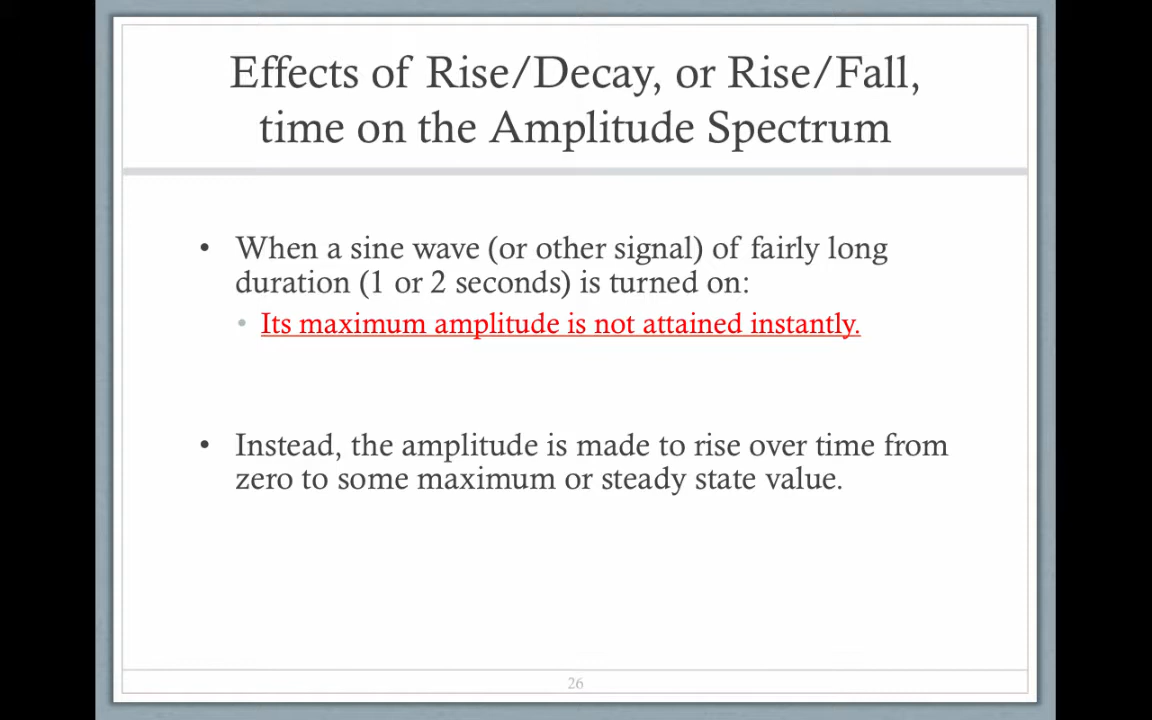 Effects of Rise/Decay, or Rise/Fall,
time on the Amplitude Spectrum
• When a sine wave (or other signal) of fairly long
duration (1 or 2 seconds) is turned on:
• Its maximum amplitude is not attained instantly.
• Instead, the amplitude is made to rise over time from
zero to some maximum or steady state value.
26